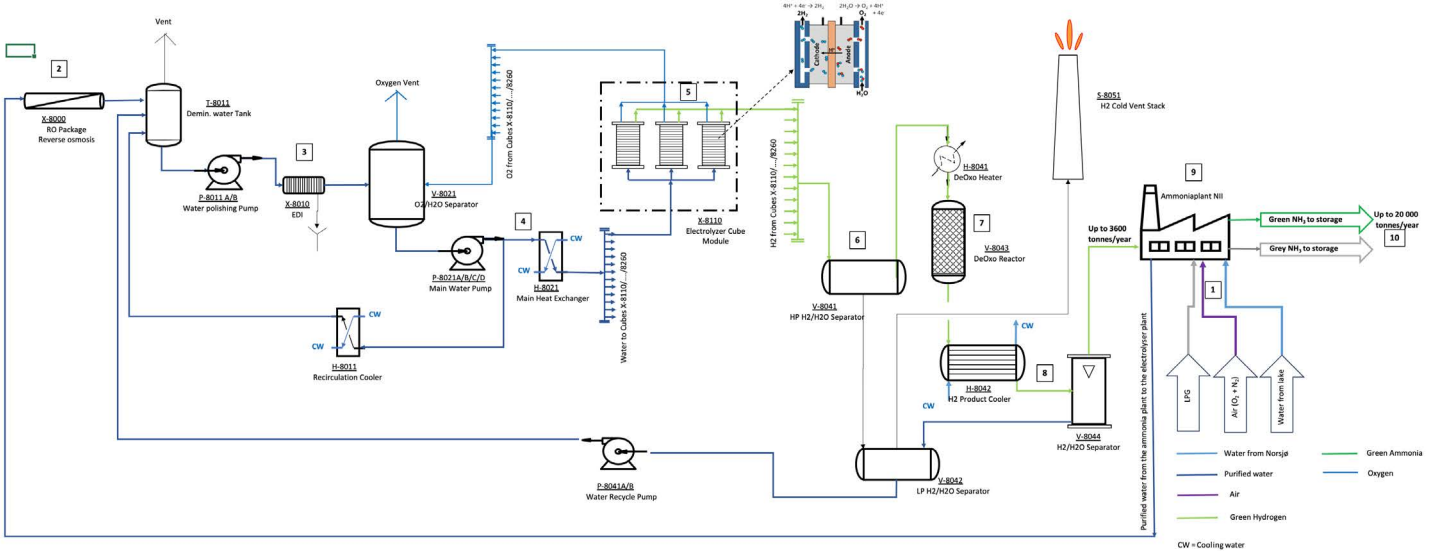 4H⁺ + 4e⁻ → 2H₂
2H₂O → O₂ + 4H⁺
+ 4e⁻
2H₂
O₂
Cathode
Anode
H₂O
Vent
2
X-8000
RO Package
Reverse osmosis
T-8011
Demin. water Tank
P-8011 A/B
Water polishing Pump
3
X-8010
EDI
Oxygen Vent
V-8021
O2/H2O Separator
O2 from Cubes X-8110/..../8260
P-8021A/B/C/D
Main Water Pump
4
CW
CW
H-8021
Main Heat Exchanger
Water to Cubes X-8110/..../8260
CW
CW
H-8011
Recirculation Cooler
5
X-8110
Electrolyzer Cube
Module
H2 from Cubes X-8110/..../8260
6
V-8041
HP H2/H2O Separator
H-8041
DeOxo Heater
7
V-8043
DeOxo Reactor
S-8051
H2 Cold Vent Stack
CW
H-8042
H2 Product Cooler
CW
8
V-8044
H2/H2O Separator
V-8042
LP H2/H2O Separator
P-8041A/B
Water Recycle Pump
Up to 3600
tonnes/year
9
Ammoniaplant NII
Green NH₃ to storage
Up to 20 000
tonnes/year
Grey NH₃ to storage
10
1
LPG
Air (O₂ + N₂)
Water from lake
Purified water from the ammonia plant to the electrolyser plant
Water from Norsjø
Green Ammonia
Purified water
Oxygen
Air
Green Hydrogen
CW = Cooling water